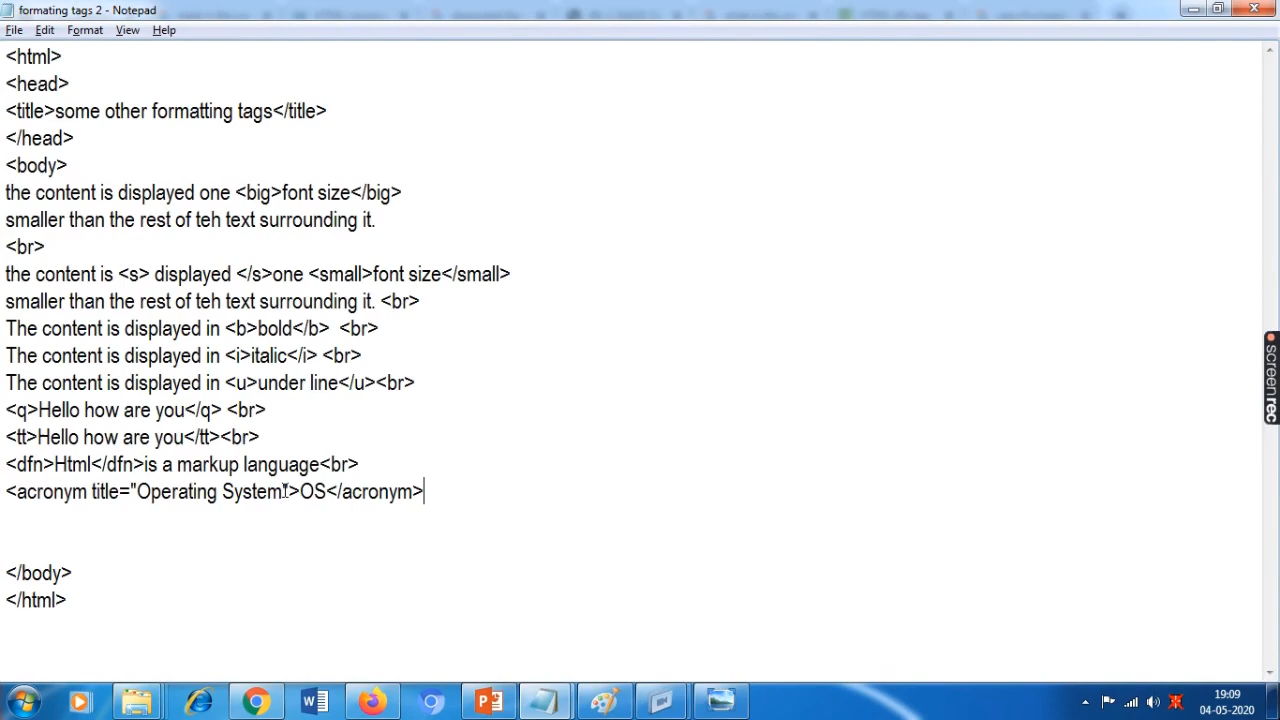 formating tags 2 - Notepad
File Edit Format View Help
<html>
<head>
<title>some other formatting tags</title>
</head>
<body>
the content is displayed one <big>font size</big>
smaller than the rest of teh text surrounding it.
<br>
the content is <s> displayed </s>one <small>font size</small>
smaller than the rest of teh text surrounding it. <br>
The content is displayed in <b>bold</b>  <br>
The content is displayed in <i>italic</i> <br>
The content is displayed in <u>under line</u><br>
<q>Hello how are you</q> <br>
<tt>Hello how are you</tt><br>
<dfn>Html</dfn>is a markup language<br>
<acronym title="Operating System">OS</acronym>
</body>
</html>
screenrec
19:09
04-05-2020